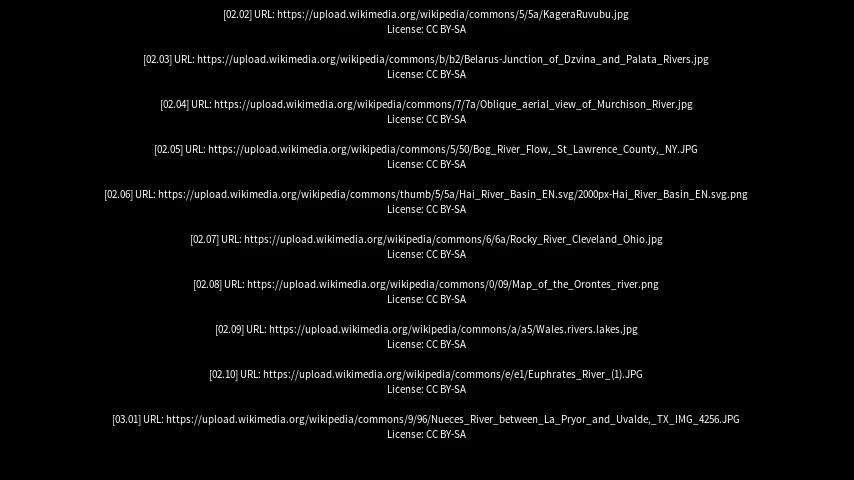 [02.02] URL: https://upload.wikimedia.org/wikipedia/commons/5/5a/KageraRuvubu.jpg
License: CC BY-SA
[02.03] URL: https://upload.wikimedia.org/wikipedia/commons/b/b2/Belarus-Junction_of_Dzvina_and_Palata_Rivers.jpg
License: CC BY-SA
[02.04] URL: https://upload.wikimedia.org/wikipedia/commons/7/7a/Oblique_aerial_view_of_Murchison_River.jpg
License: CC BY-SA
[02.05] URL: https://upload.wikimedia.org/wikipedia/commons/5/50/Bog_River_Flow,_St_Lawrence_County,_NY.JPG
License: CC BY-SA
[02.06] URL: https://upload.wikimedia.org/wikipedia/commons/thumb/5/5a/Hai_River_Basin_EN.svg/2000px-Hai_River_Basin_EN.svg.png
License: CC BY-SA
[02.07] URL: https://upload.wikimedia.org/wikipedia/commons/6/6a/Rocky_River_Cleveland_Ohio.jpg
License: CC BY-SA
[02.08] URL: https://upload.wikimedia.org/wikipedia/commons/0/09/Map_of_the_Orontes_river.png
License: CC BY-SA
[02.09] URL: https://upload.wikimedia.org/wikipedia/commons/a/a5/Wales.rivers.lakes.jpg
License: CC BY-SA
[02.10] URL: https://upload.wikimedia.org/wikipedia/commons/e/e1/Euphrates_River_(1).JPG
License: CC BY-SA
[03.01] URL: https://upload.wikimedia.org/wikipedia/commons/9/96/Nueces_River_between_La_Pryor_and_Uvalde,_TX_IMG_4256.JPG
License: CC BY-SA